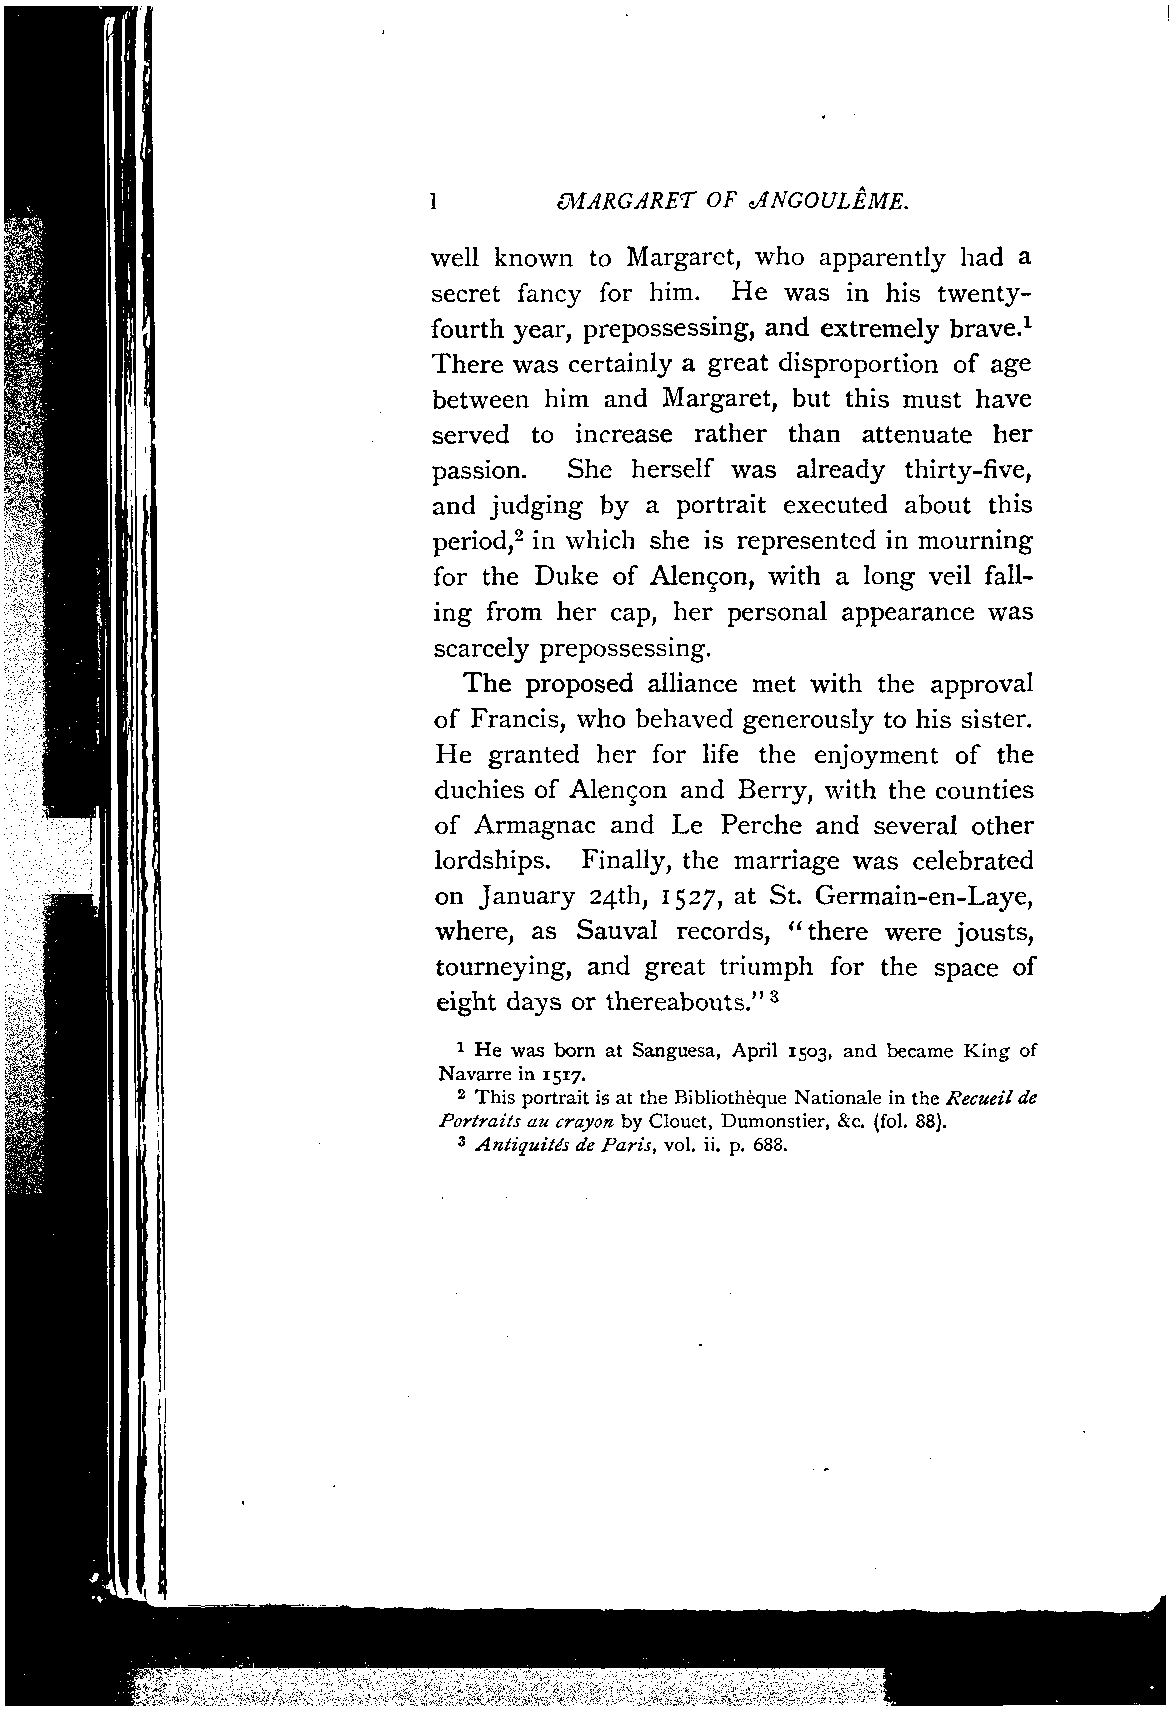 l MARGARET OF ANGOULÊME.
well known to Margaret, who apparently had a
secret fancy for him. He was in his twenty-
fourth year, prepossessing, and extremely brave.¹
There was certainly a great disproportion of age
between him and Margaret, but this must have
served to increase rather than attenuate her
passion. She herself was already thirty-five,
and judging by a portrait executed about this
period,² in which she is represented in mourning
for the Duke of Alençon, with a long veil fall-
ing from her cap, her personal appearance was
scarcely prepossessing.
The proposed alliance met with the approval
of Francis, who behaved generously to his sister.
He granted her for life the enjoyment of the
duchies of Alençon and Berry, with the counties
of Armagnac and Le Perche and several other
lordships. Finally, the marriage was celebrated
on January 24th, 1527, at St. Germain-en-Laye,
where, as Sauval records, "there were jousts,
tourneying, and great triumph for the space of
eight days or thereabouts." ³
¹ He was born at Sanguesa, April 1503, and became King of
Navarre in 1517.
² This portrait is at the Bibliothèque Nationale in the Recueil de
Portraits au crayon by Clouet, Dumonstier, &c. (fol. 88).
³ Antiquités de Paris, vol. ii. p. 688.